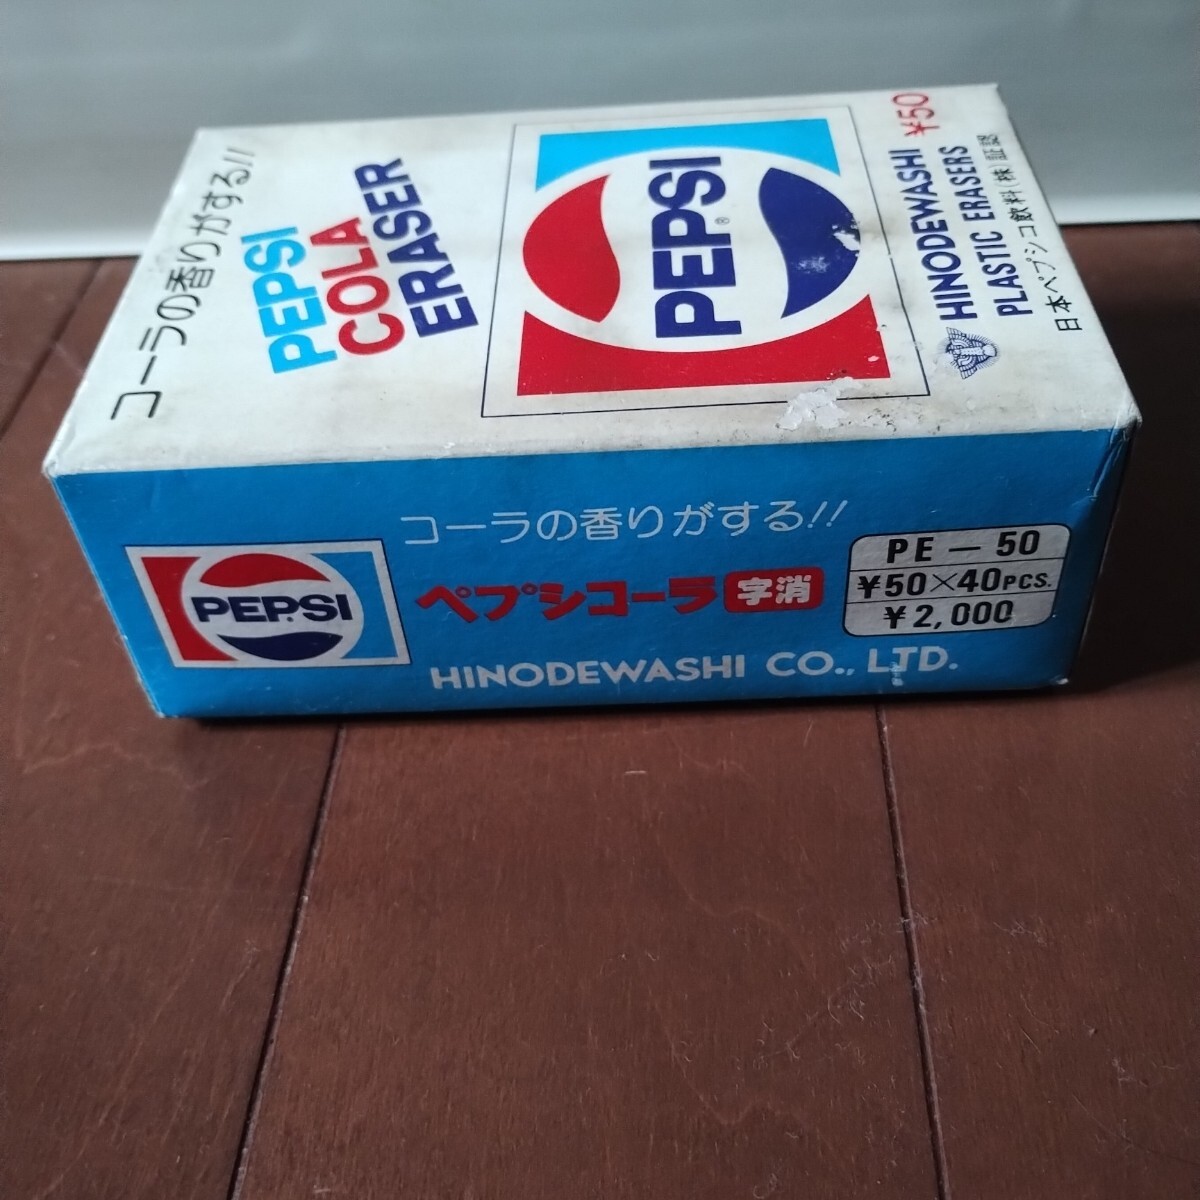 コーラの香りがする!!
PEPSI
COLA
ERASER
PEPSI®
¥50
HINODEWASHI
PLASTIC ERASERS
日本ペプシコ飲料(株)証認
コーラの香りがする!!
ペプシコーラ 字消
HINODEWASHI CO., LTD.
PEPSI
PE-50
¥50×40PCS.
¥2,000